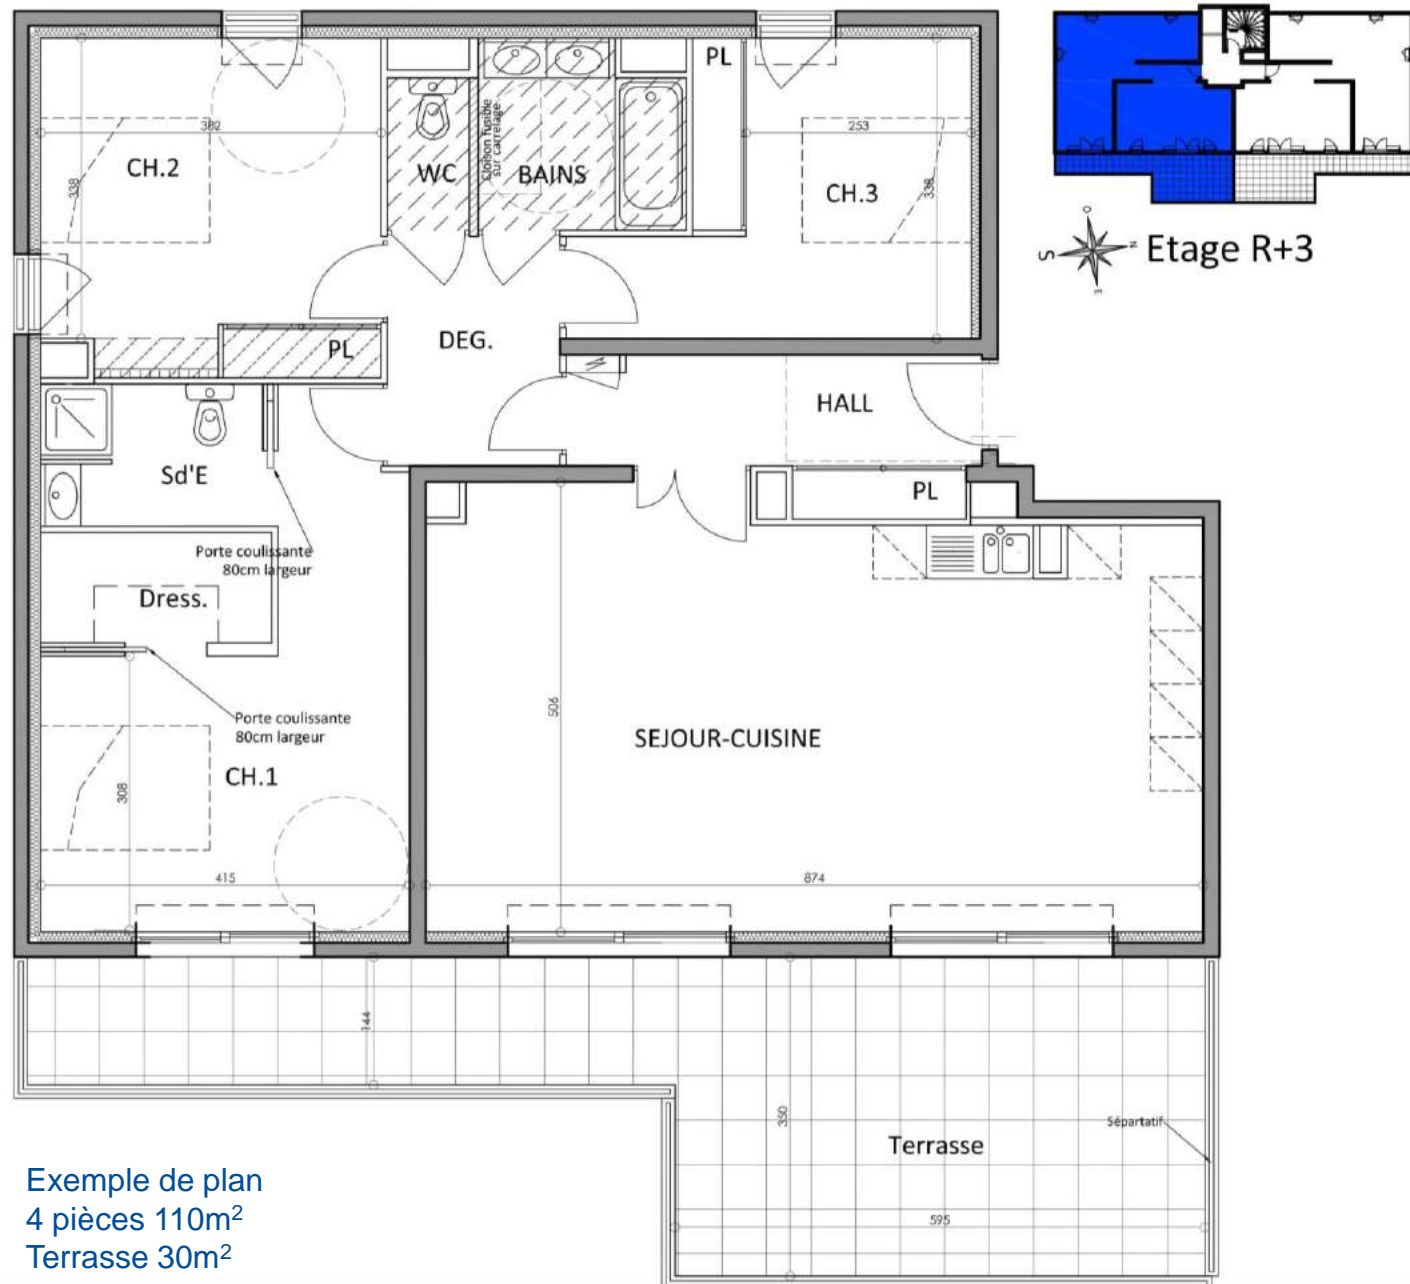 PL
382
253
CH.2
WC
Cloison fusible
sur carrelage
BAINS
CH.3
338
338
O
S
N
E
Etage R+3
DEG.
PL
HALL
Sd'E
PL
Porte coulissante
80cm largeur
Dress.
506
Porte coulissante
80cm largeur
SEJOUR-CUISINE
CH.1
308
415
874
144
350
Terrasse
Sépartatif
595
Exemple de plan
4 pièces 110m²
Terrasse 30m²